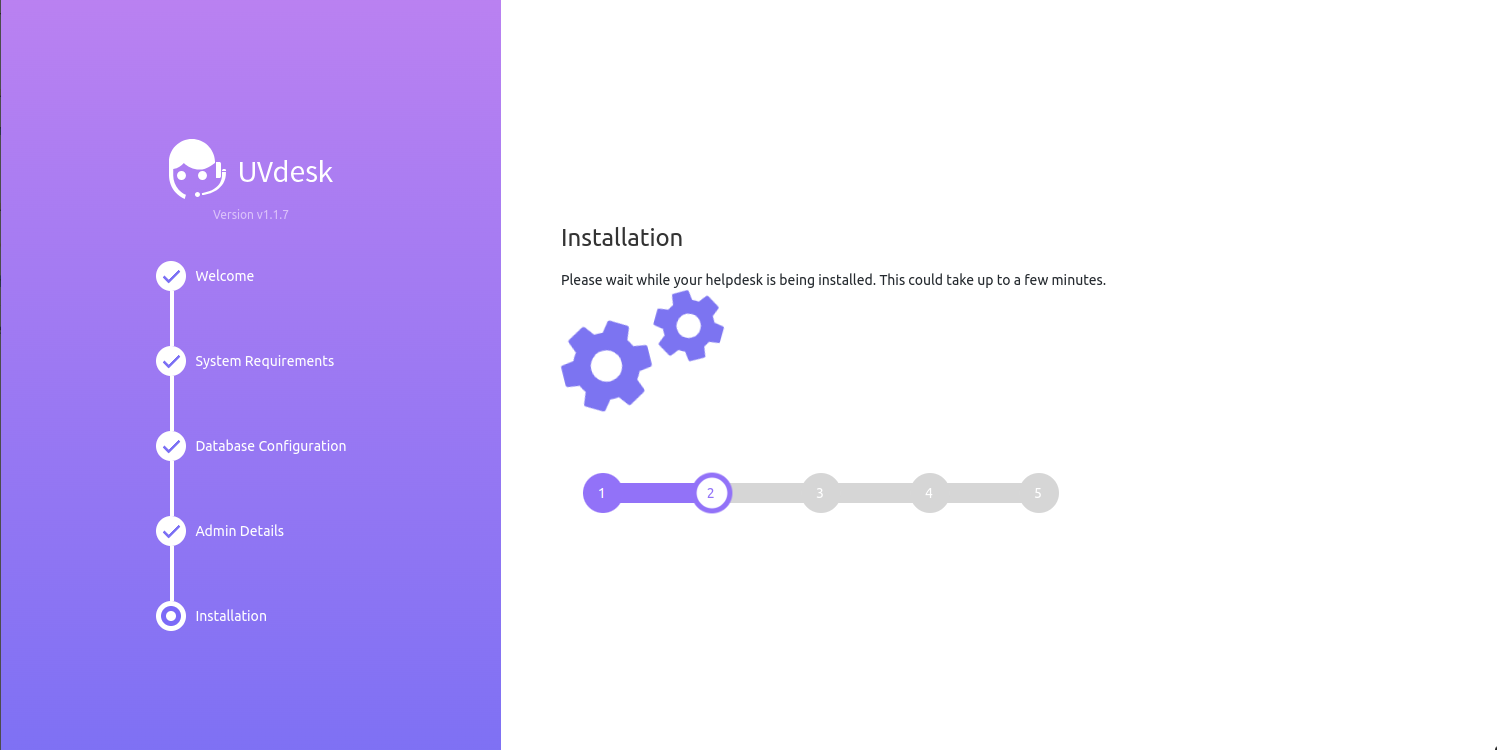 UVdesk
Version v1.1.7
Welcome
System Requirements
Database Configuration
Admin Details
Installation
Installation
Please wait while your helpdesk is being installed. This could take up to a few minutes.
1 2 3 4 5